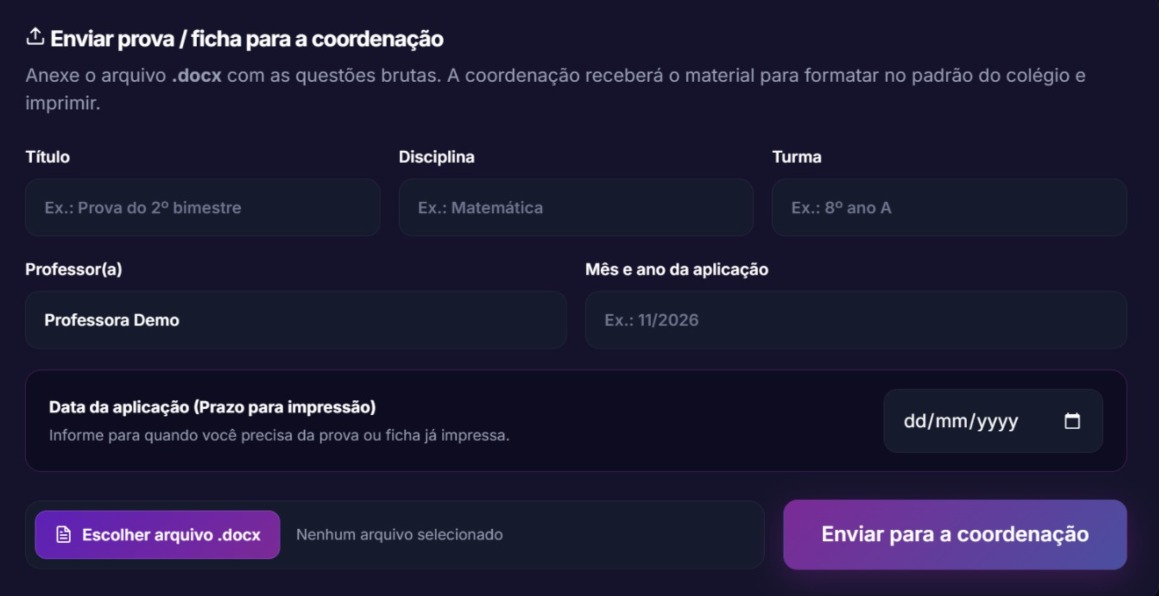 Enviar prova / ficha para a coordenação
Anexe o arquivo .docx com as questões brutas. A coordenação receberá o material para formatar no padrão do colégio e
imprimir.
Título
Disciplina
Turma
Ex.: Prova do 2º bimestre
Ex.: Matemática
Ex.: 8º ano A
Professor(a)
Mês e ano da aplicação
Professora Demo
Ex.: 11/2026
Data da aplicação (Prazo para impressão)
Informe para quando você precisa da prova ou ficha já impressa.
dd/mm/yyyy
Escolher arquivo .docx
Nenhum arquivo selecionado
Enviar para a coordenação